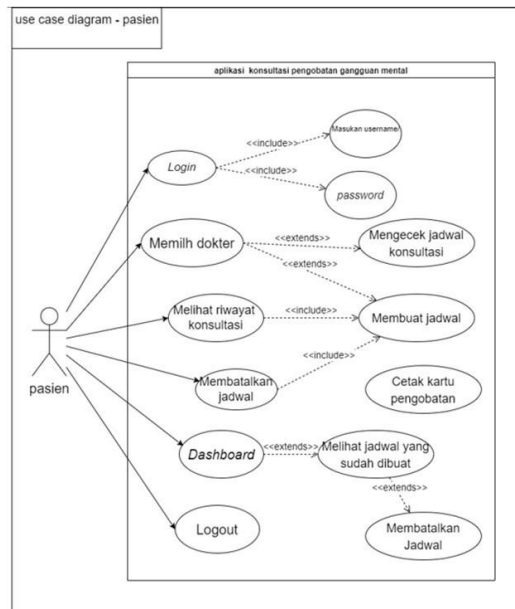 use case diagram - pasien
aplikasi konsultasi pengobatan gangguan mental
Masukan username/
<<include>>
Login
<<include>>
password
Memilh dokter
<<extends>>
Mengecek jadwal
konsultasi
<<extends>>
Melihat riwayat
konsultasi
<<include>>
Membuat jadwal
<<include>>
pasien
Membatalkan
jadwal
Cetak kartu
pengobatan
Dashboard
<<extends>>
Melihat jadwal yang
sudah dibuat
<<extends>>
Logout
Membatalkan
Jadwal